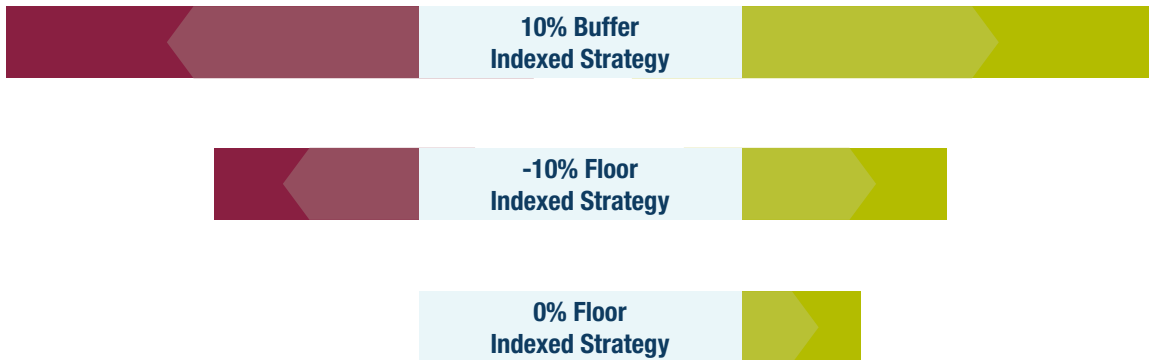 10% Buffer
Indexed Strategy
-10% Floor
Indexed Strategy
0% Floor
Indexed Strategy